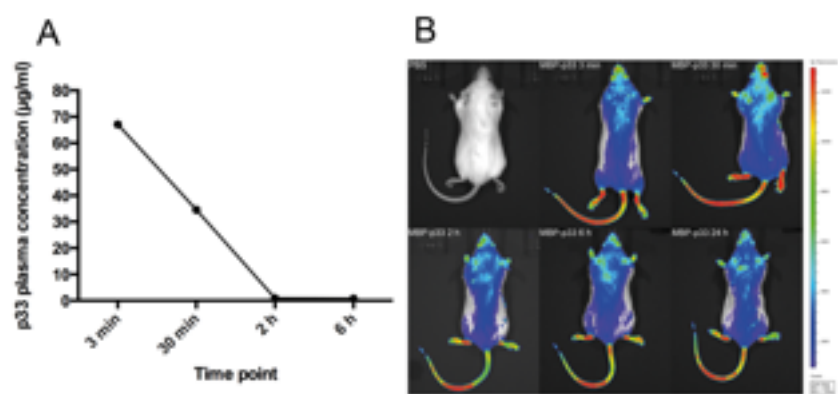 A
p33 plasma concentration (µg/ml)
80
70
60
50
40
30
20
10
0
3 min
30 min
2 h
6 h
Time point
B
PBS
MBP-p33 3 min
MBP-p33 30 min
MBP-p33 2 h
MBP-p33 6 h
MBP-p33 24 h